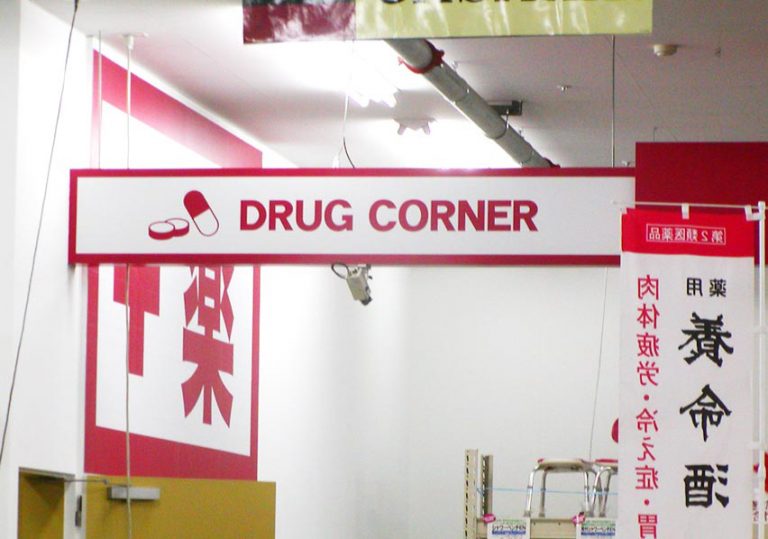 DRUG CORNER
薬
第2類医薬品
薬用
養命酒
肉体疲労・冷え症・胃